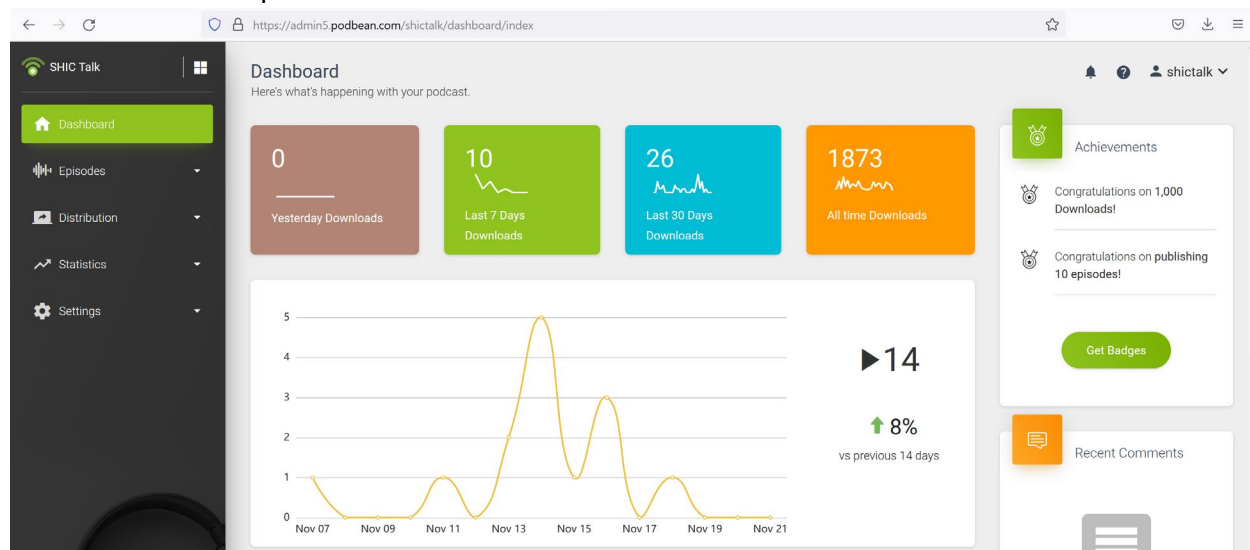 https://admin5.podbean.com/shictalk/dashboard/index
SHIC Talk
Dashboard
Episodes
Distribution
Statistics
Settings
Dashboard
Here's what's happening with your podcast.
shictalk
0
Yesterday Downloads
10
Last 7 Days
Downloads
26
Last 30 Days
Downloads
1873
All time Downloads
5
4
3
2
1
0
Nov 07 Nov 09 Nov 11 Nov 13 Nov 15 Nov 17 Nov 19 Nov 21
14
8%
vs previous 14 days
Achievements
Congratulations on 1,000
Downloads!
Congratulations on publishing
10 episodes!
Get Badges
Recent Comments